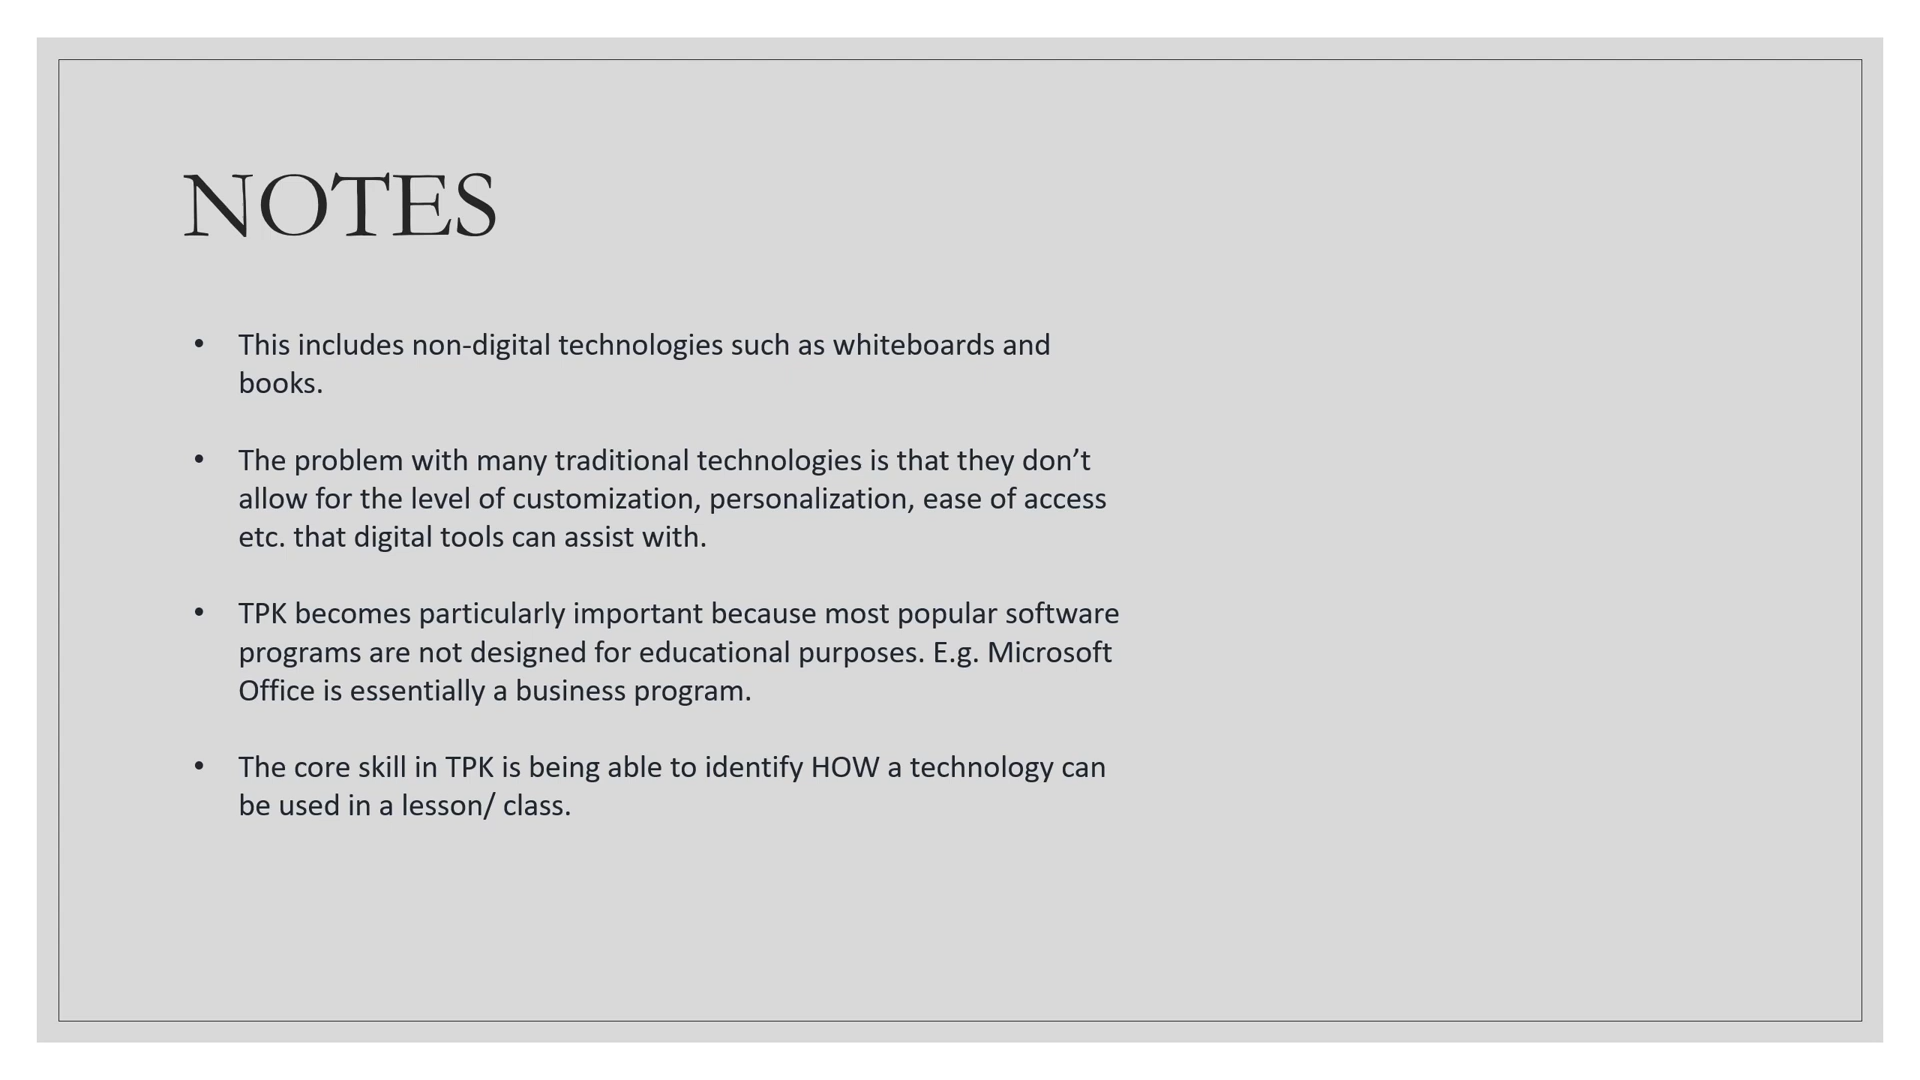 NOTES
• This includes non-digital technologies such as whiteboards and
books.
• The problem with many traditional technologies is that they don’t
allow for the level of customization, personalization, ease of access
etc. that digital tools can assist with.
• TPK becomes particularly important because most popular software
programs are not designed for educational purposes. E.g. Microsoft
Office is essentially a business program.
• The core skill in TPK is being able to identify HOW a technology can
be used in a lesson/ class.